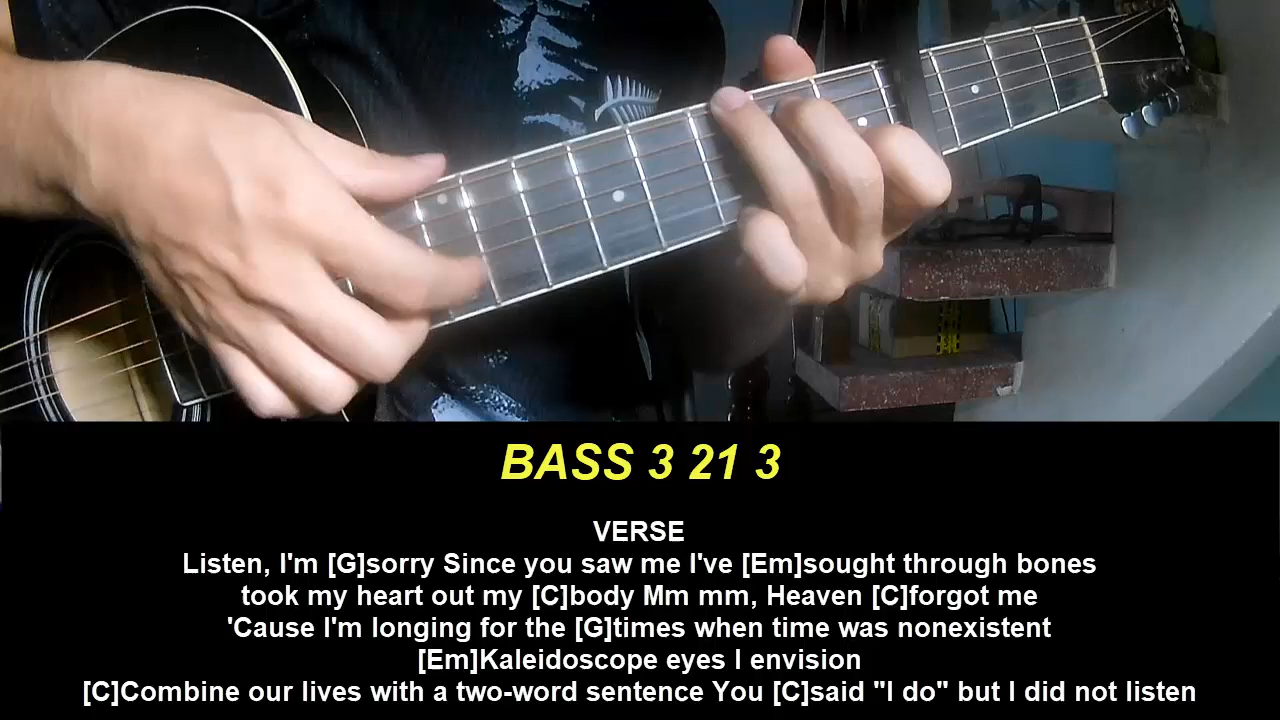 BASS 3 21 3
VERSE
Listen, I'm [G]sorry Since you saw me I've [Em]sought through bones
took my heart out my [C]body Mm mm, Heaven [C]forgot me
'Cause I'm longing for the [G]times when time was nonexistent
[Em]Kaleidoscope eyes I envision
[C]Combine our lives with a two-word sentence You [C]said "I do" but I did not listen